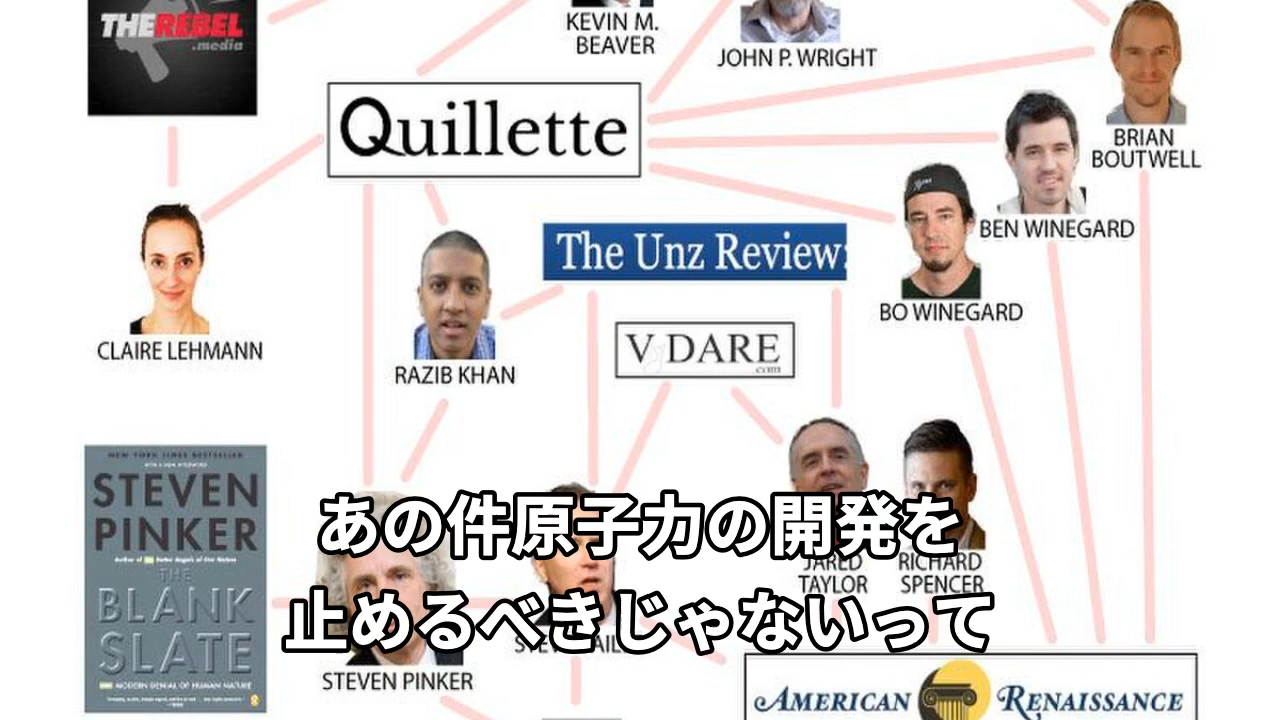 THEREBEL
.media
KEVIN M.
BEAVER
JOHN P. WRIGHT
Quillette
BRIAN
BOUTWELL
BEN WINEGARD
The Unz Review:
BO WINEGARD
CLAIRE LEHMANN
RAZIB KHAN
VDARE
.com
NEW YORK TIMES BESTSELLER
STEVEN
PINKER
THE
BLANK
SLATE
MODERN DENIAL OF HUMAN NATURE
あの件原子力の開発を
止めるべきじゃないって
JARED
TAYLOR
RICHARD
SPENCER
STEVEN PINKER
AMERICAN RENAISSANCE